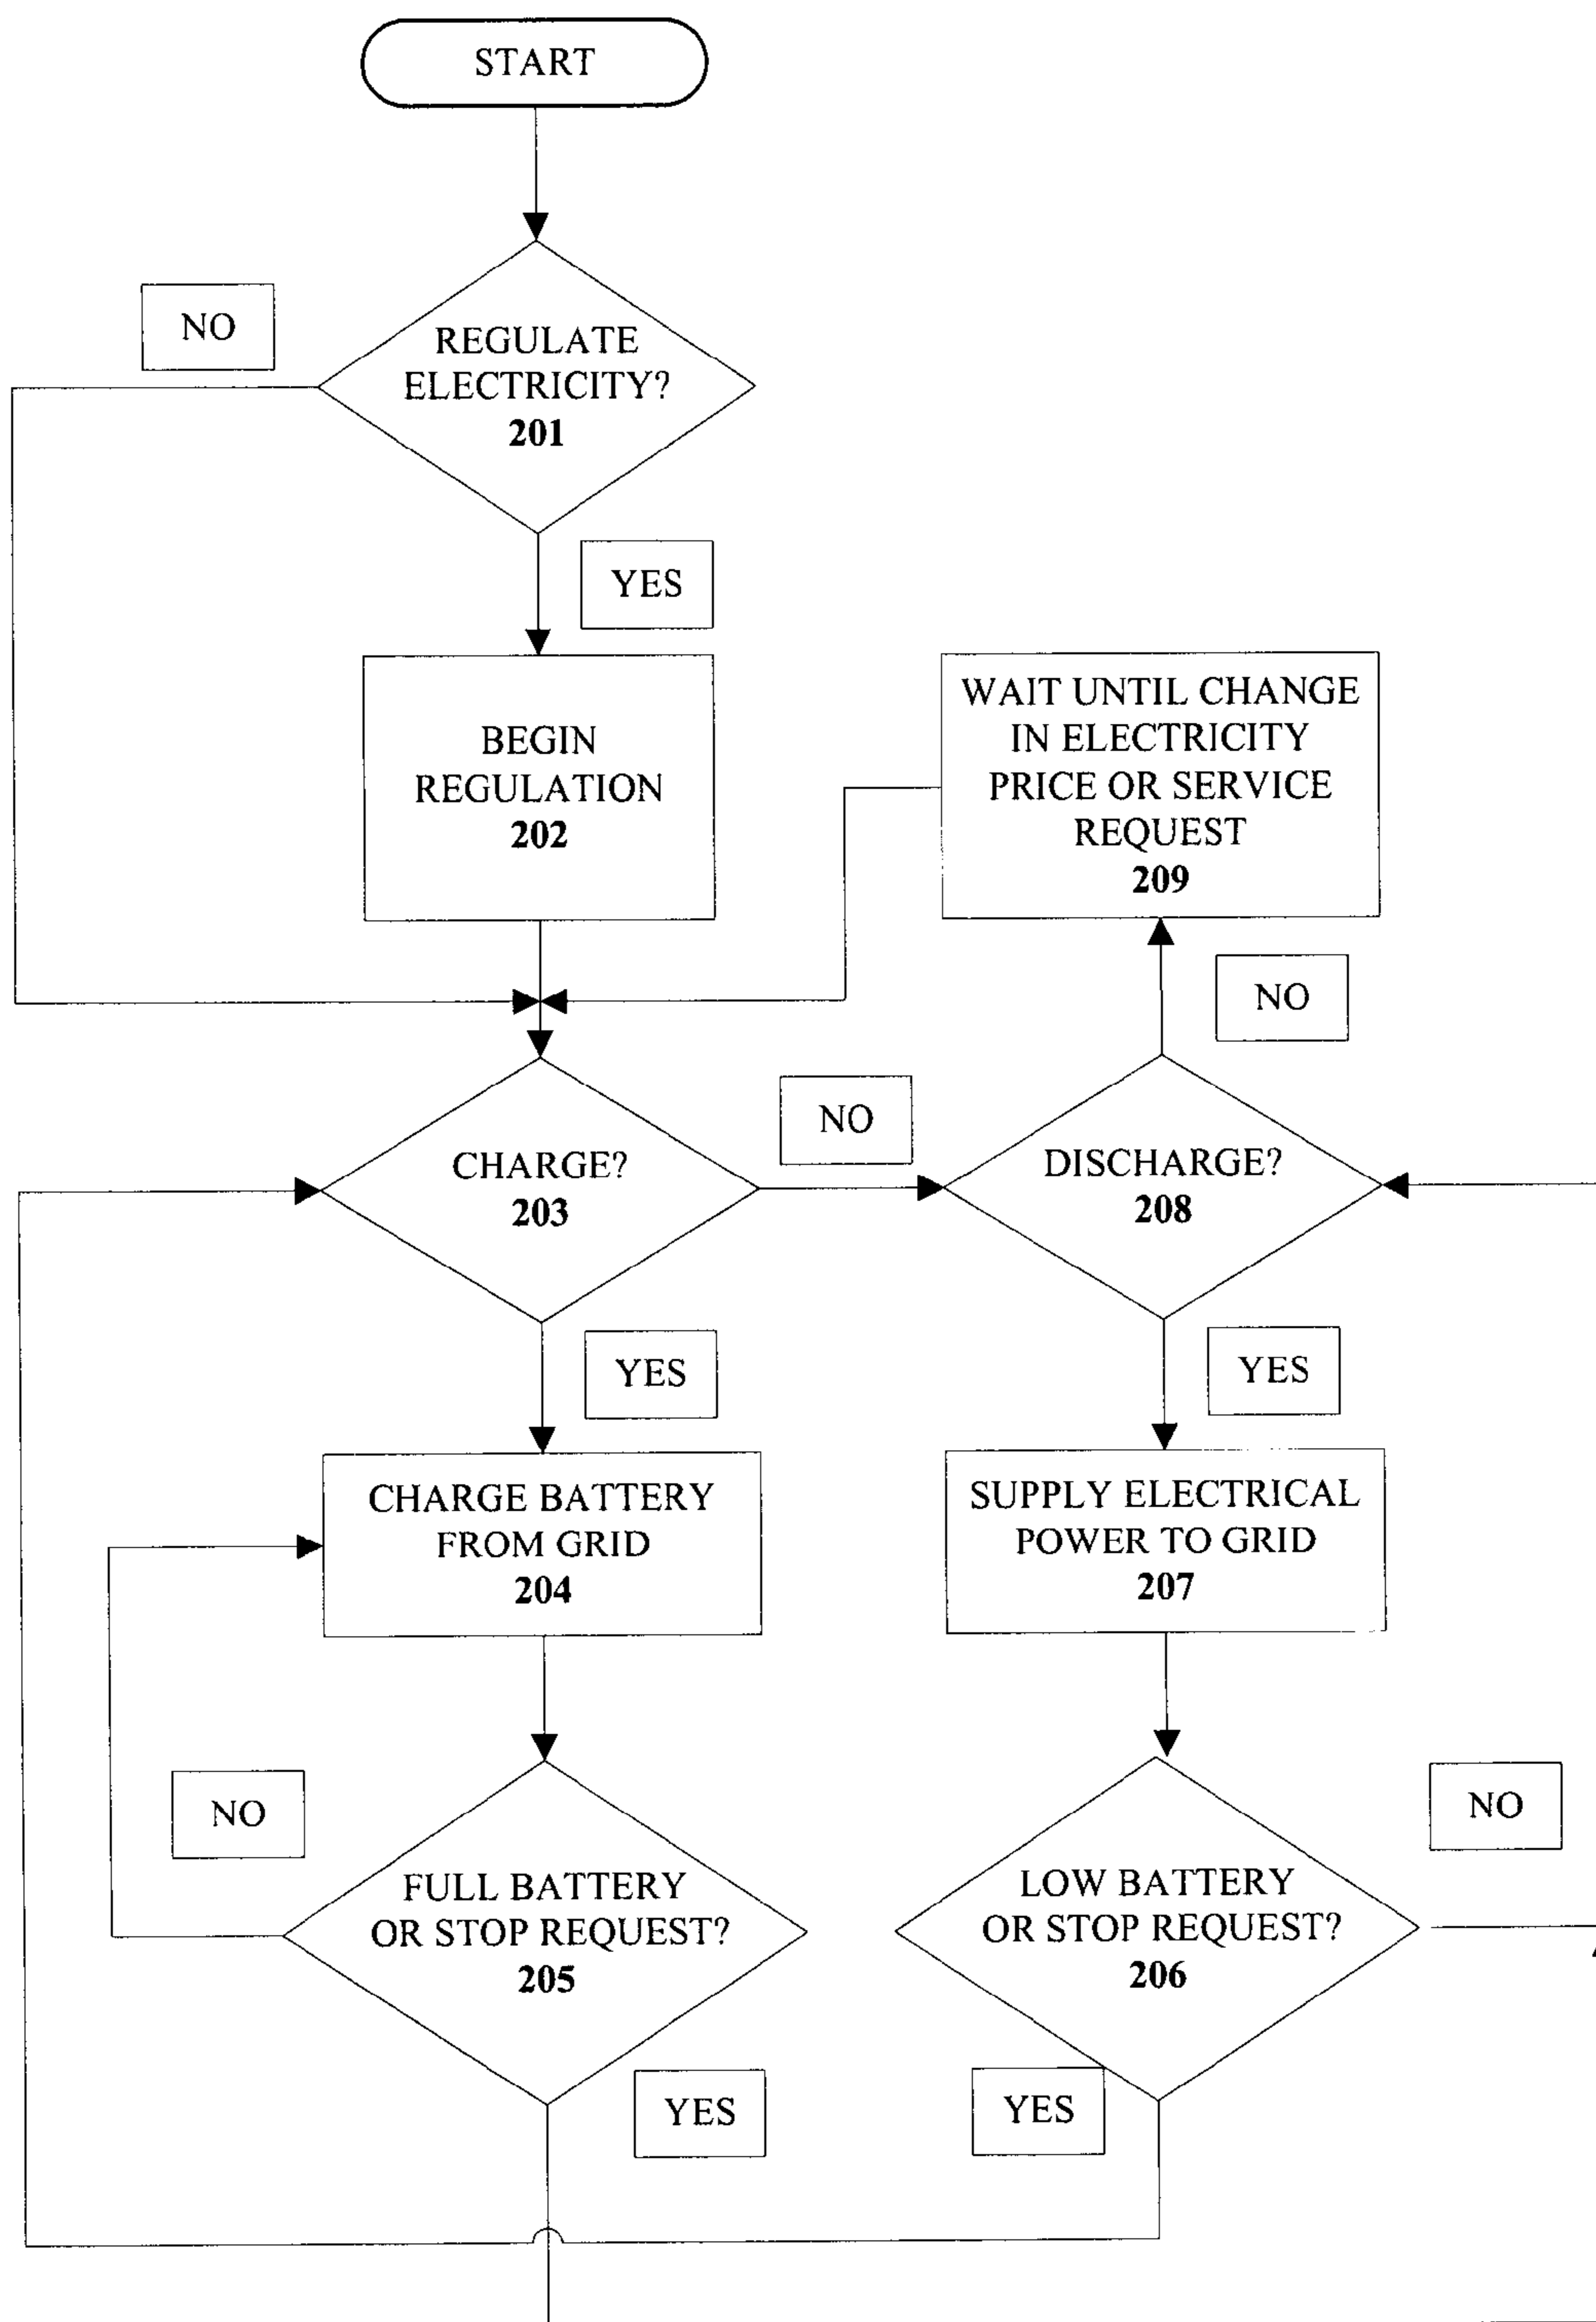 START
NO
REGULATE
ELECTRICITY?
201
YES
BEGIN
REGULATION
202
WAIT UNTIL CHANGE
IN ELECTRICITY
PRICE OR SERVICE
REQUEST
209
NO
CHARGE?
203
NO
DISCHARGE?
208
YES
YES
CHARGE BATTERY
FROM GRID
204
SUPPLY ELECTRICAL
POWER TO GRID
207
NO
FULL BATTERY
OR STOP REQUEST?
205
LOW BATTERY
OR STOP REQUEST?
206
NO
YES
YES